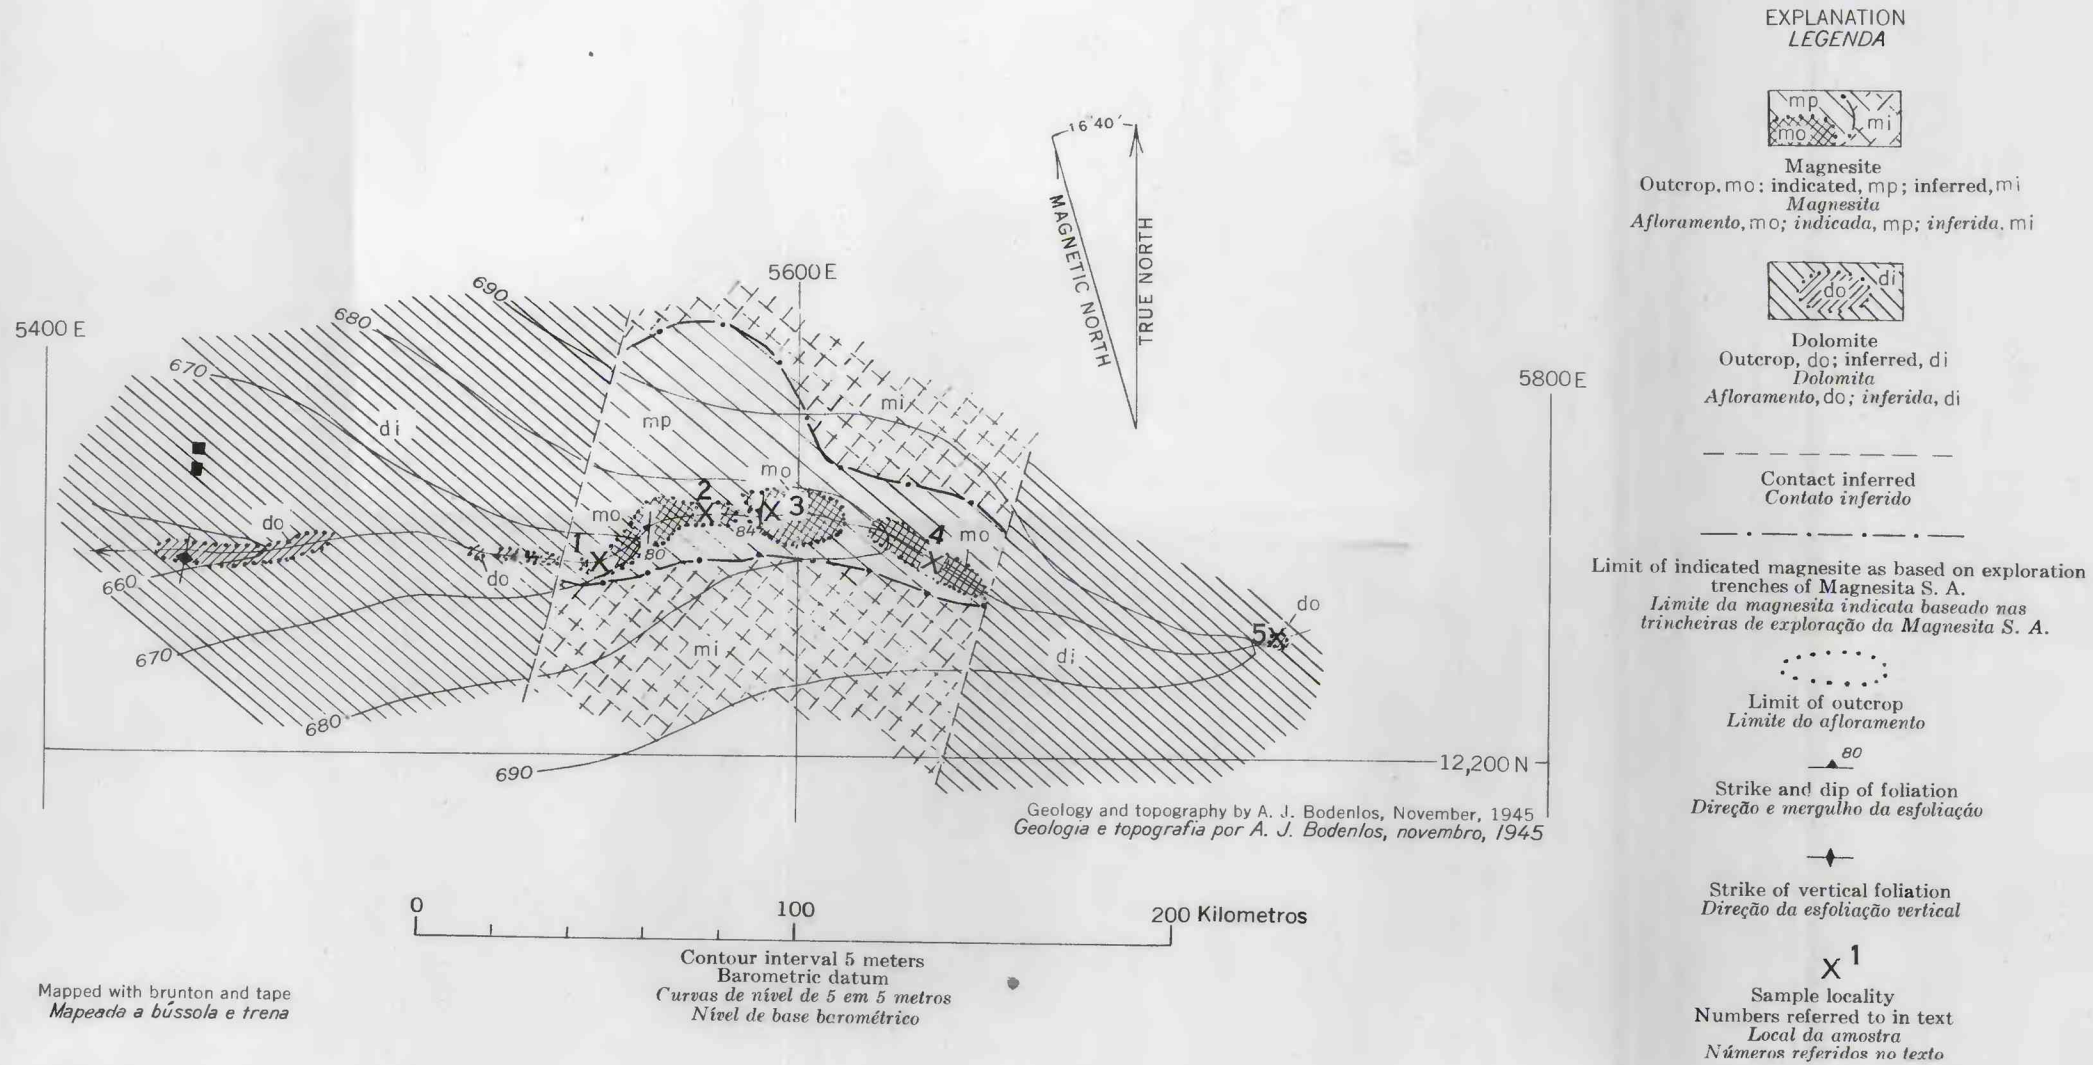 EXPLANATION
LEGENDA
mp
mi
mo
Magnesite
Outcrop, mo: indicated, mp; inferred, mi
Magnesita
Afloramento, mo; indicada, mp; inferida, mi
do
di
Dolomite
Outcrop, do; inferred, di
Dolomita
Afloramento, do; inferida, di
Contact inferred
Contato inferido
Limit of indicated magnesite as based on exploration
trenches of Magnesita S. A.
Limite da magnesita indicata baseado nas
trincheiras de exploração da Magnesita S. A.
Limit of outcrop
Limite do afloramento
80
Strike and dip of foliation
Direção e mergulho da esfoliação
Strike of vertical foliation
Direção da esfoliação vertical
X 1
Sample locality
Numbers referred to in text
Local da amostra
Números referidos no texto
16°40'
MAGNETIC NORTH
TRUE NORTH
5400 E
5600 E
5800 E
690
680
670
di
mp
mi
mo
do
mo
1
2
3
4
mo
80
84
do
660
670
680
690
mi
di
5
do
12,200 N
Geology and topography by A. J. Bodenlos, November, 1945
Geologia e topografia por A. J. Bodenlos, novembro, 1945
0
100
200 Kilometros
Contour interval 5 meters
Barometric datum
Curvas de nível de 5 em 5 metros
Nível de base barométrico
Mapped with brunton and tape
Mapeada a bússola e trena